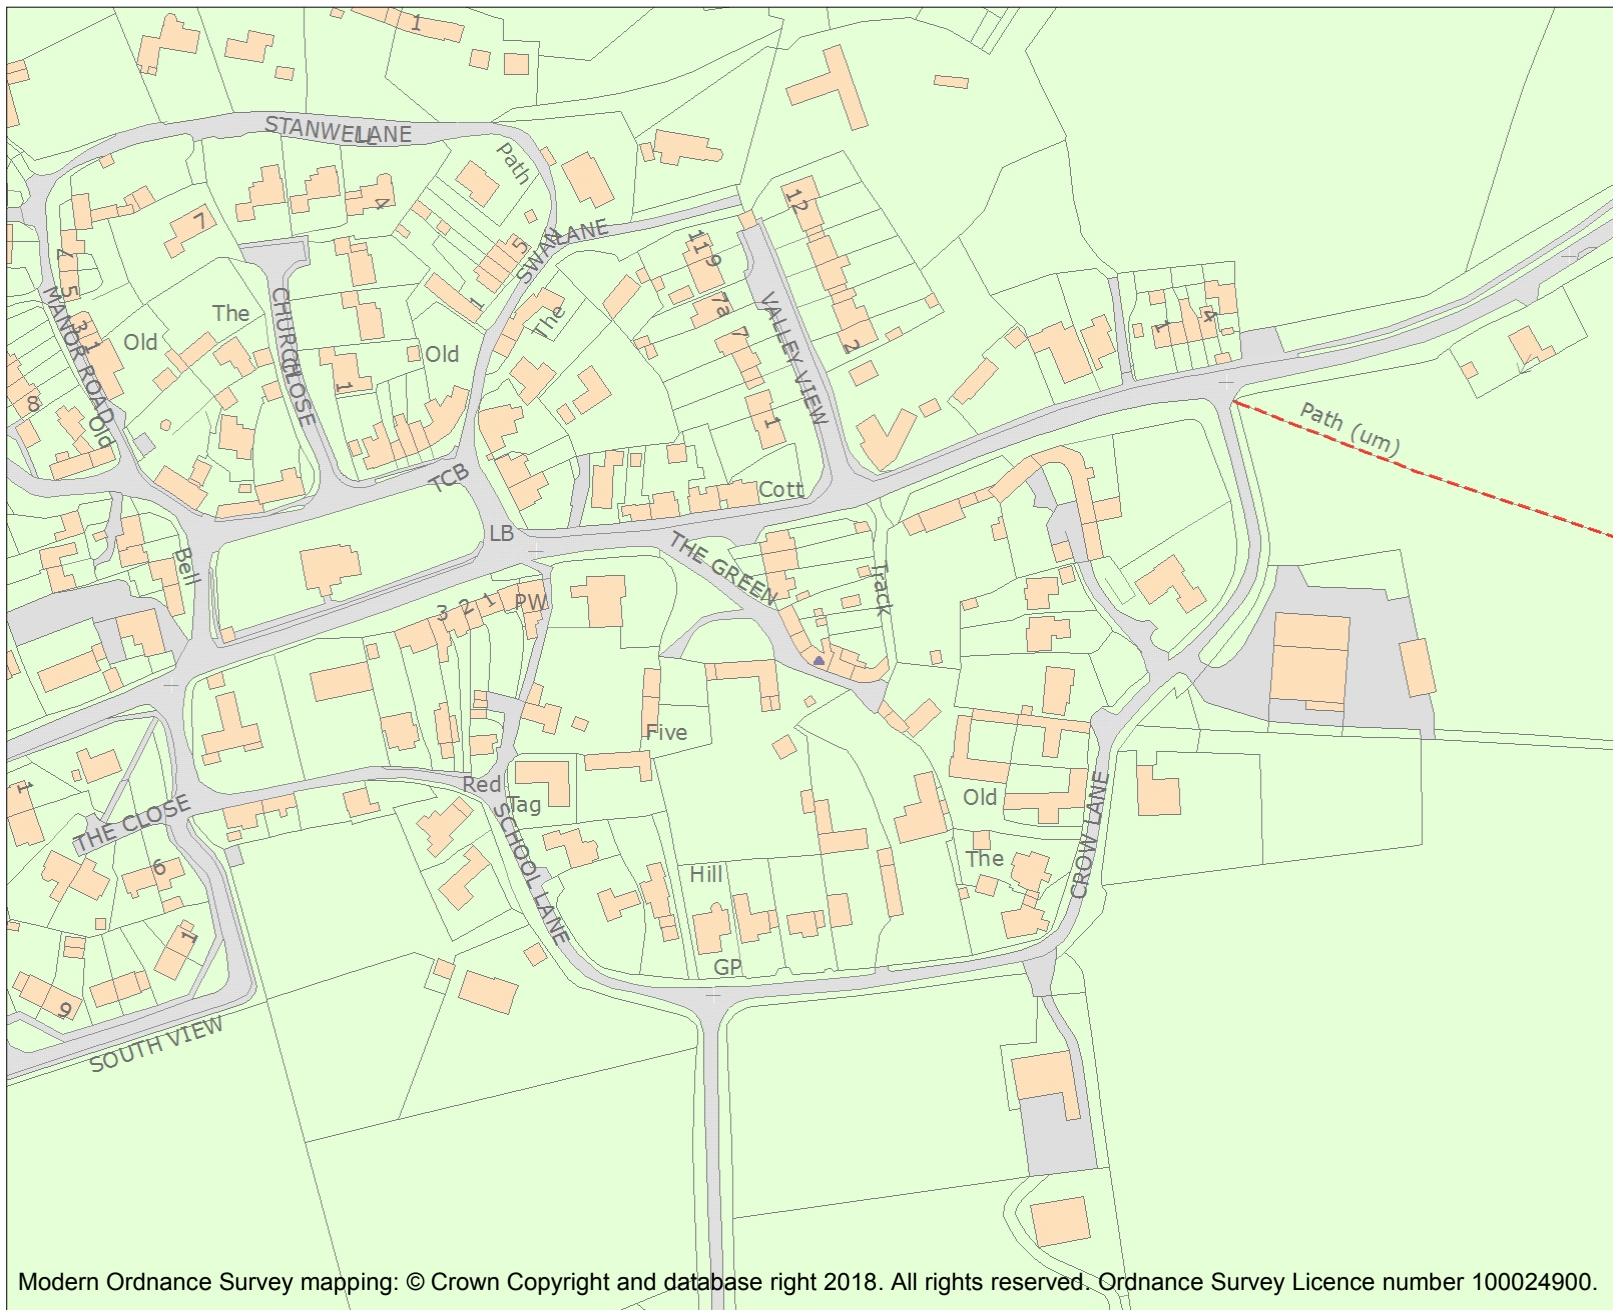 1
STANWELL LANE
Path
12
4
7
5
SWAN LANE
11
9
7
5
3
1
MANOR ROAD
The
Old
CHURCH CLOSE
The
7a
7
VALLEY VIEW
1
4
Old
1
1
2
8
Old
1
Path (um)
TCB
Cott
LB
THE GREEN
Bell
Track
3
2
1
PW
Five
Red
Tag
1
THE CLOSE
SCHOOL LANE
Old
CROW LANE
The
6
Hill
1
GP
9
SOUTH VIEW
Modern Ordnance Survey mapping: © Crown Copyright and database right 2018. All rights reserved. Ordnance Survey Licence number 100024900.